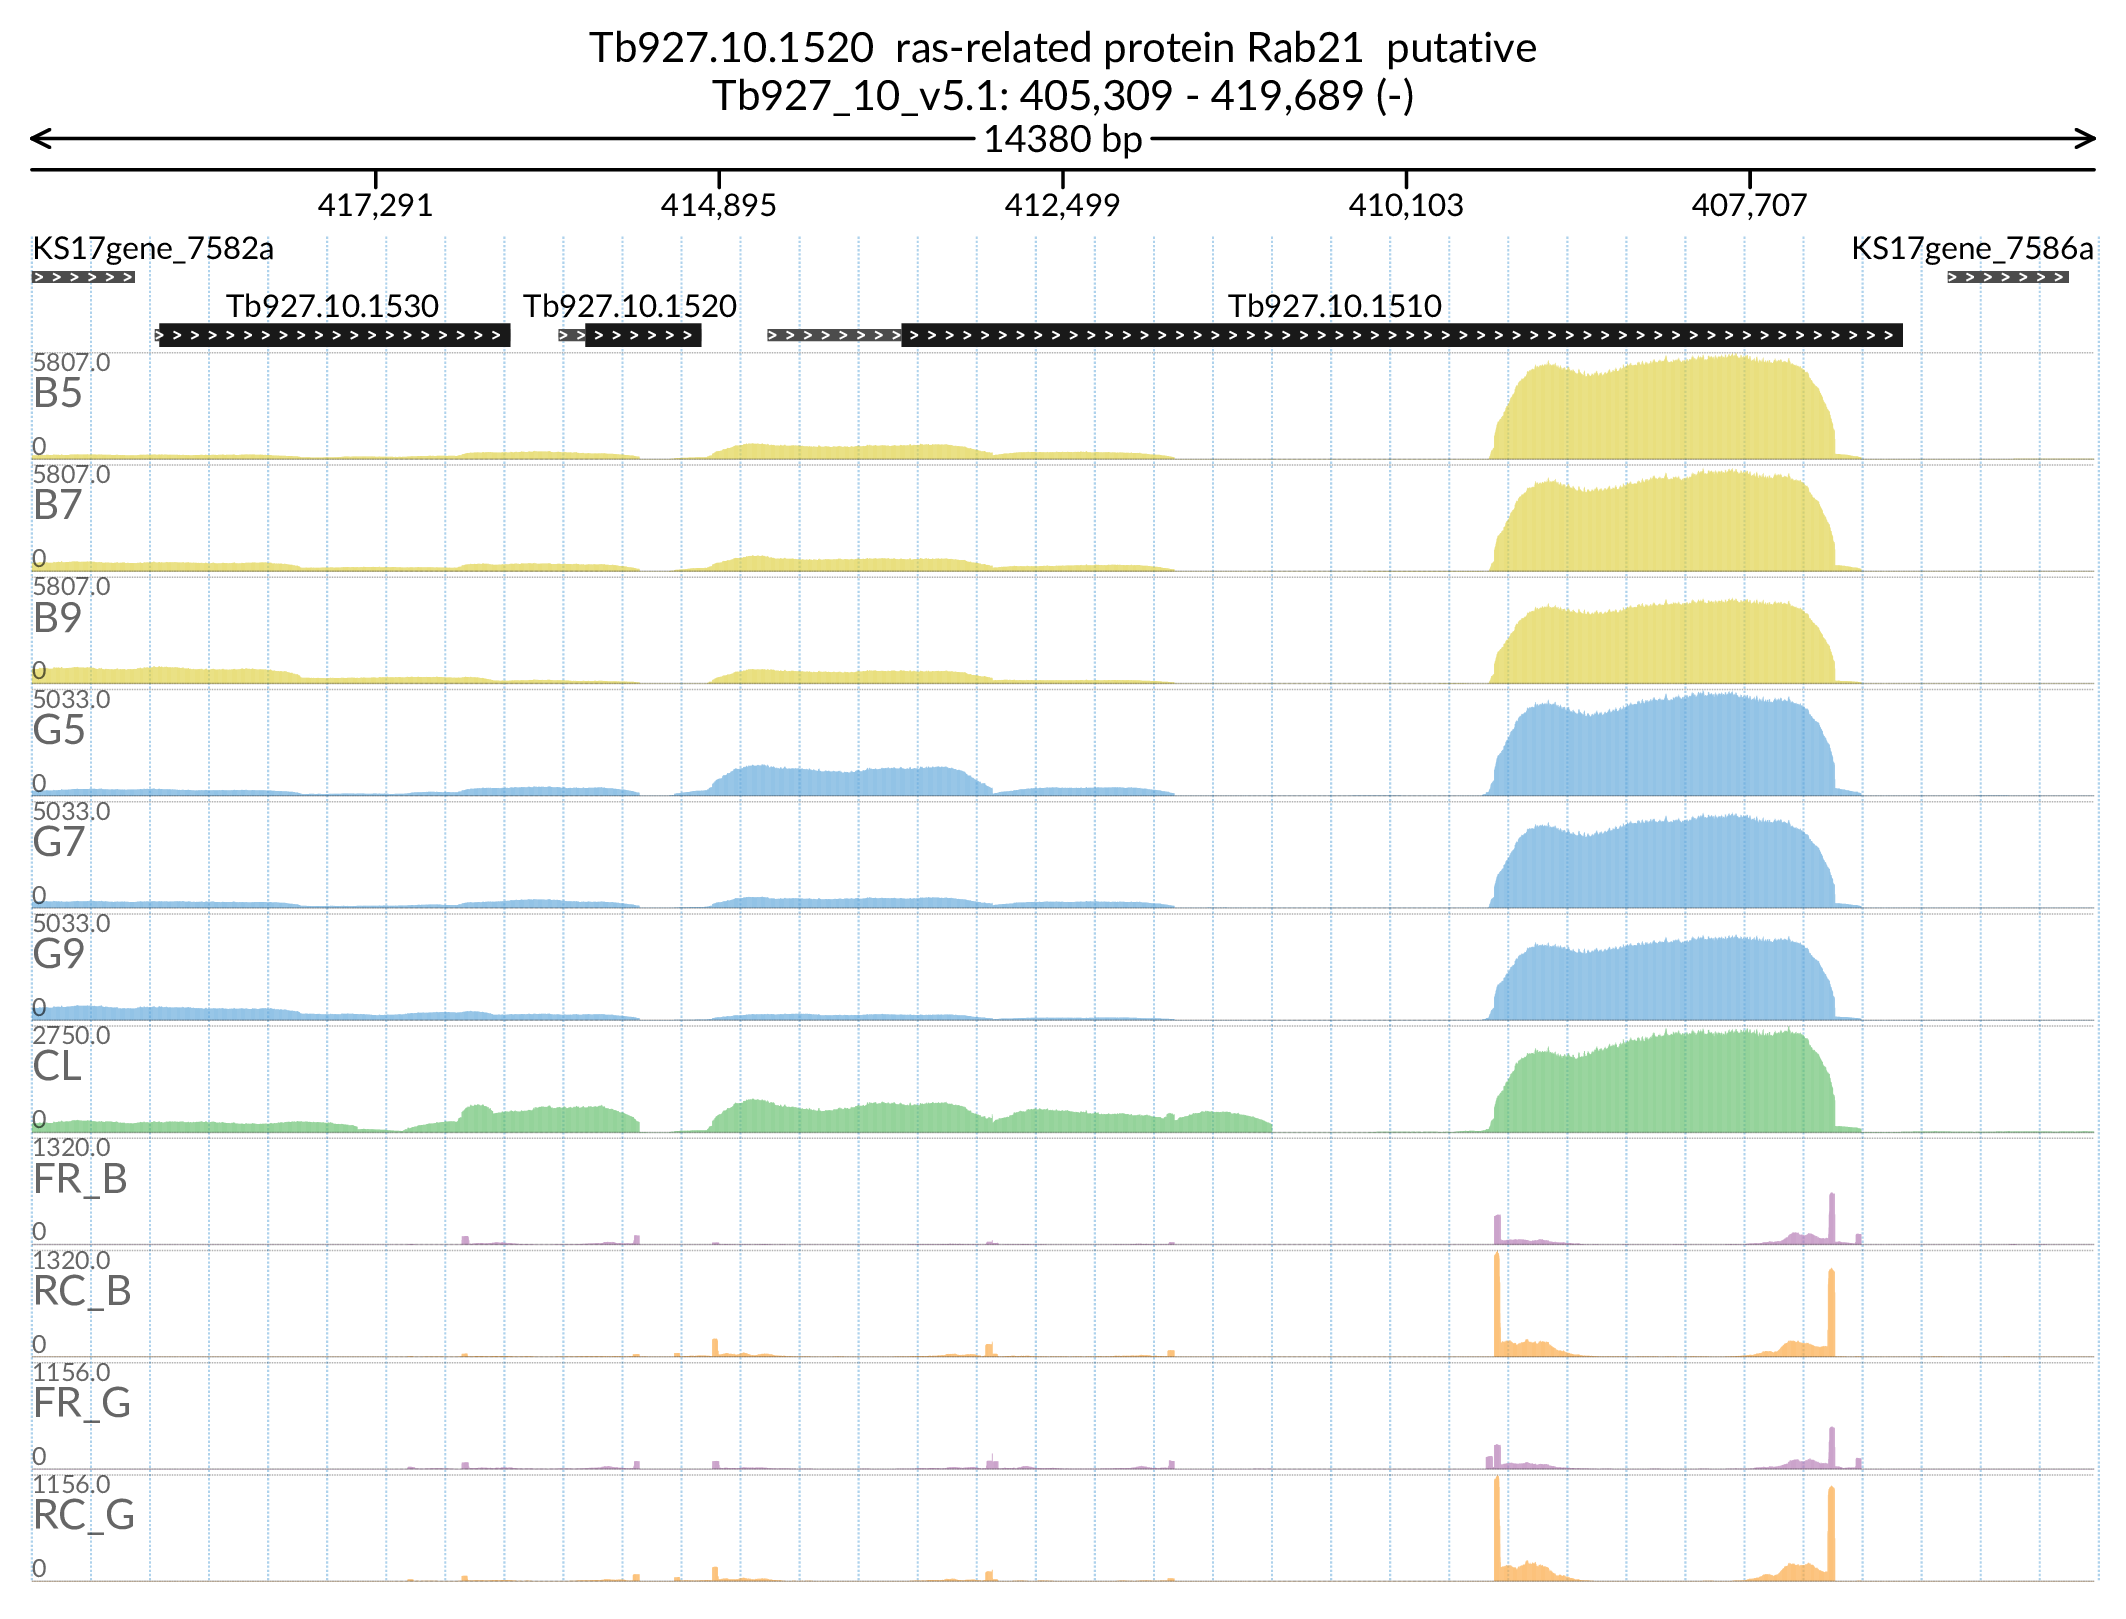 Tb927.10.1520  ras-related protein Rab21  putative
Tb927_10_v5.1: 405,309 - 419,689 (-)
14380 bp
417,291 414,895 412,499 410,103 407,707
KS17gene_7582a KS17gene_7586a
Tb927.10.1530 Tb927.10.1520 Tb927.10.1510
5807.0
B5
0
5807.0
B7
0
5807.0
B9
0
5033.0
G5
0
5033.0
G7
0
5033.0
G9
0
2750.0
CL
0
1320.0
FR_B
0
1320.0
RC_B
0
1156.0
FR_G
0
1156.0
RC_G
0